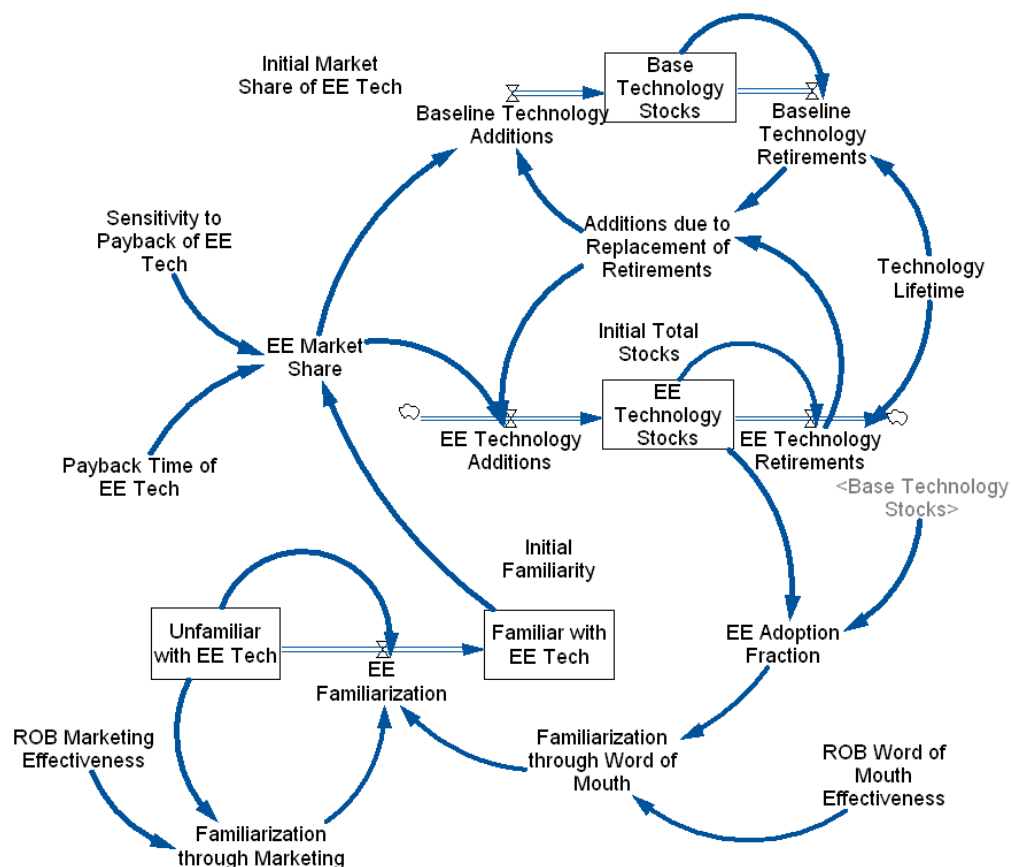 Initial Market
Share of EE Tech
Base
Technology
Stocks
Baseline Technology
Additions
Baseline
Technology
Retirements
Sensitivity to
Payback of EE
Tech
Additions due to
Replacement of
Retirements
Technology
Lifetime
EE Market
Share
Initial Total
Stocks
EE
Technology
Stocks
EE Technology
Additions
EE Technology
Retirements
Payback Time of
EE Tech
<Base Technology
Stocks>
Initial
Familiarity
Unfamiliar
with EE Tech
Familiar with
EE Tech
EE
Familiarization
EE Adoption
Fraction
ROB Marketing
Effectiveness
Familiarization
through Word of
Mouth
ROB Word of
Mouth
Effectiveness
Familiarization
through Marketing